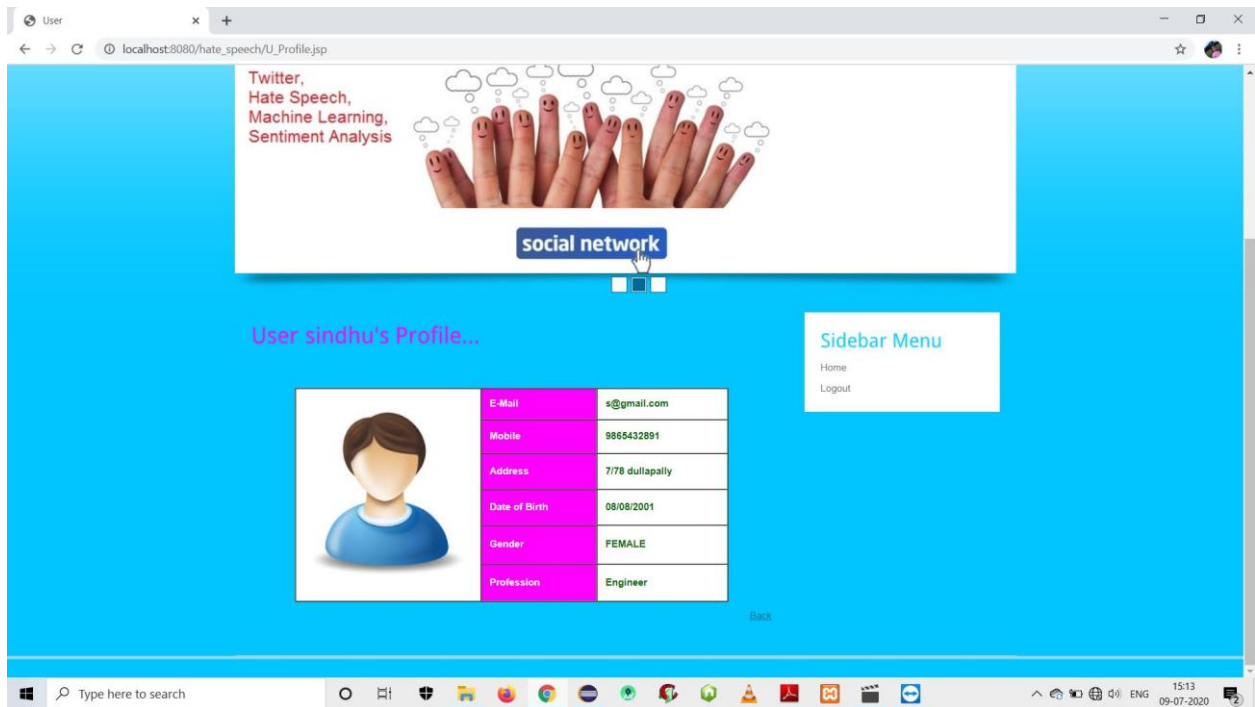 User
localhost:8080/hate_speech/U_Profile.jsp
Twitter,
Hate Speech,
Machine Learning,
Sentiment Analysis
social network
User sindhu's Profile...
E-Mail s@gmail.com
Mobile 9865432891
Address 7/78 dullapally
Date of Birth 08/08/2001
Gender FEMALE
Profession Engineer
Back
Sidebar Menu
Home
Logout
Type here to search
ENG
15:13
09-07-2020
2